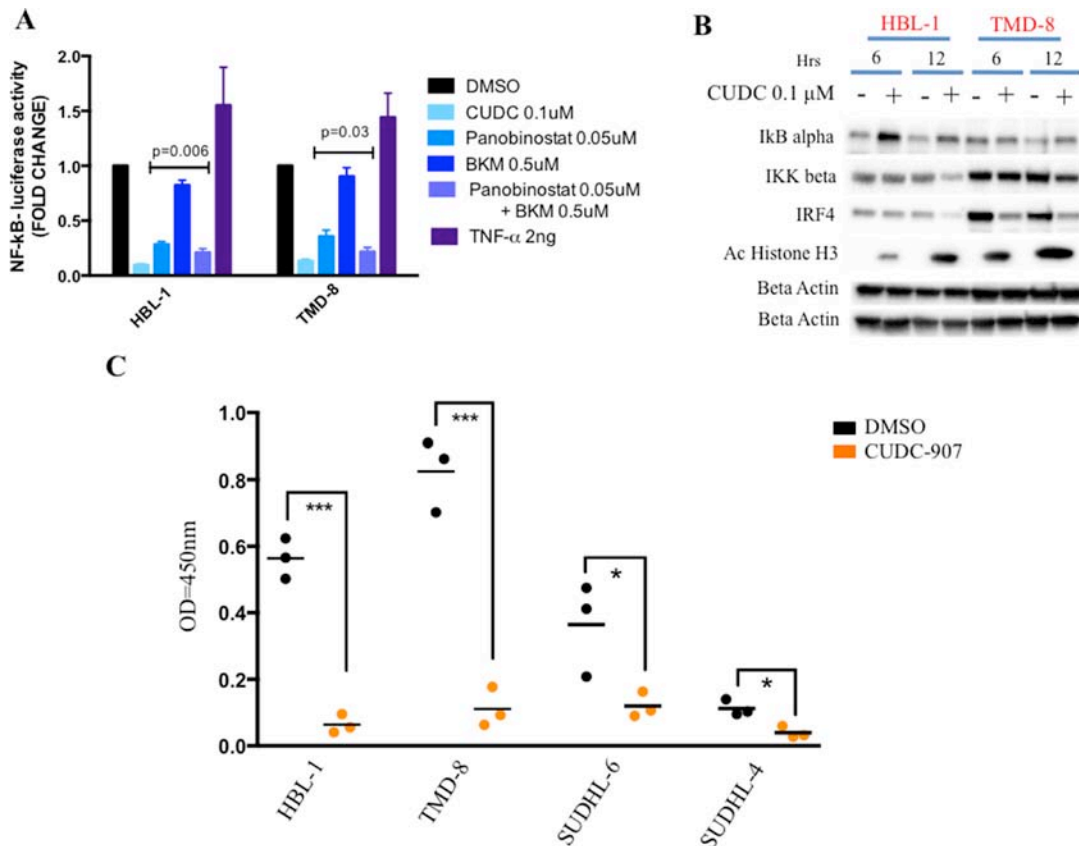 A
NF-kB- luciferase activity
(FOLD CHANGE)
2.0
1.5
1.0
0.5
0.0
p=0.006
p=0.03
HBL-1
TMD-8
DMSO
CUDC 0.1uM
Panobinostat 0.05uM
BKM 0.5uM
Panobinostat 0.05uM
+ BKM 0.5uM
TNF-α 2ng
B
HBL-1 TMD-8
Hrs 6 12 6 12
CUDC 0.1 μM - + - + - + - +
IkB alpha
IKK beta
IRF4
Ac Histone H3
Beta Actin
Beta Actin
C
OD=450nm
1.0
0.8
0.6
0.4
0.2
0.0
***
***
*
*
HBL-1
TMD-8
SUDHL-6
SUDHL-4
DMSO
CUDC-907